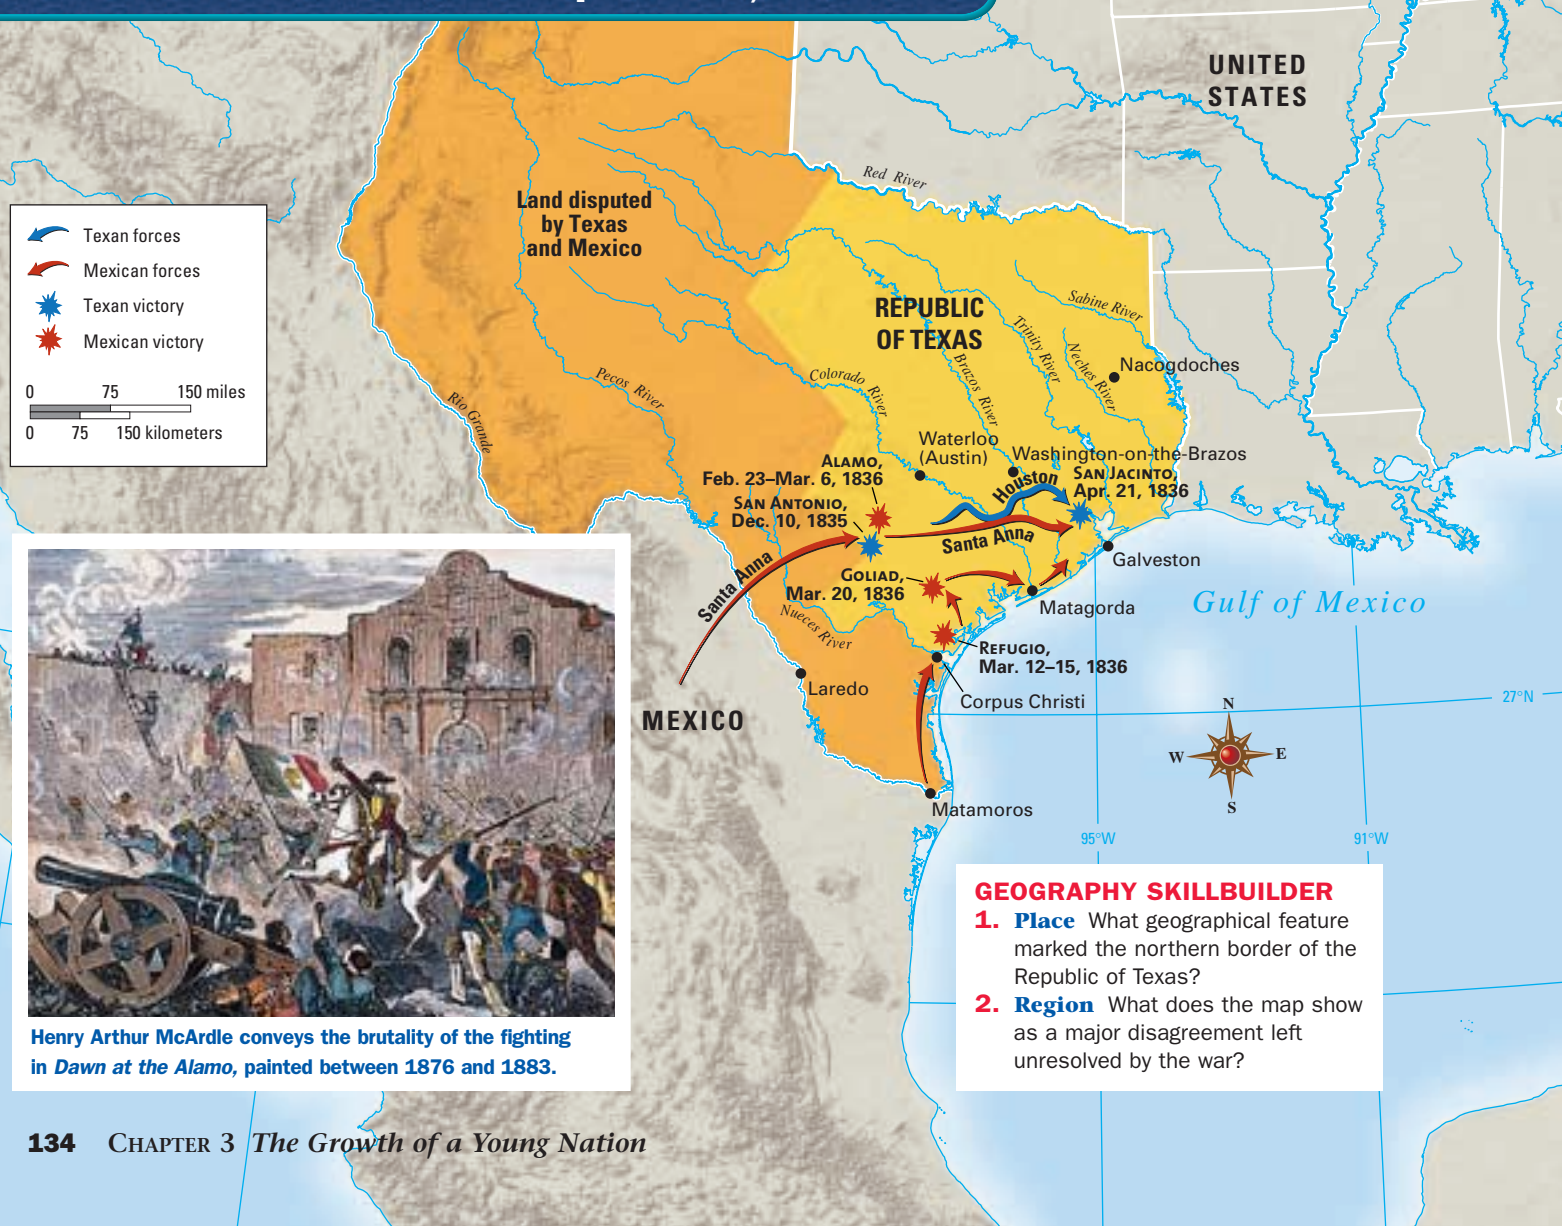 UNITED
STATES
Red River
Land disputed
by Texas
and Mexico
Texan forces
Mexican forces
Texan victory
Mexican victory
0 75 150 miles
0 75 150 kilometers
REPUBLIC
OF TEXAS
Sabine River
Trinity River
Neches River
Nacogdoches
Brazos River
Colorado River
Pecos River
Rio Grande
Waterloo
(Austin)
Washington-on-the-Brazos
ALAMO,
Feb. 23–Mar. 6, 1836
SAN JACINTO,
Apr. 21, 1836
Houston
SAN ANTONIO,
Dec. 10, 1835
Santa Anna
Santa Anna
Galveston
GOLIAD,
Mar. 20, 1836
Matagorda
Gulf of Mexico
Nueces River
REFUGIO,
Mar. 12–15, 1836
Laredo
Corpus Christi
MEXICO
27°N
N
W E
S
Matamoros
95°W
91°W
GEOGRAPHY SKILLBUILDER
1. Place What geographical feature
marked the northern border of the
Republic of Texas?
2. Region What does the map show
as a major disagreement left
unresolved by the war?
Henry Arthur McArdle conveys the brutality of the fighting
in Dawn at the Alamo, painted between 1876 and 1883.
134 CHAPTER 3 The Growth of a Young Nation